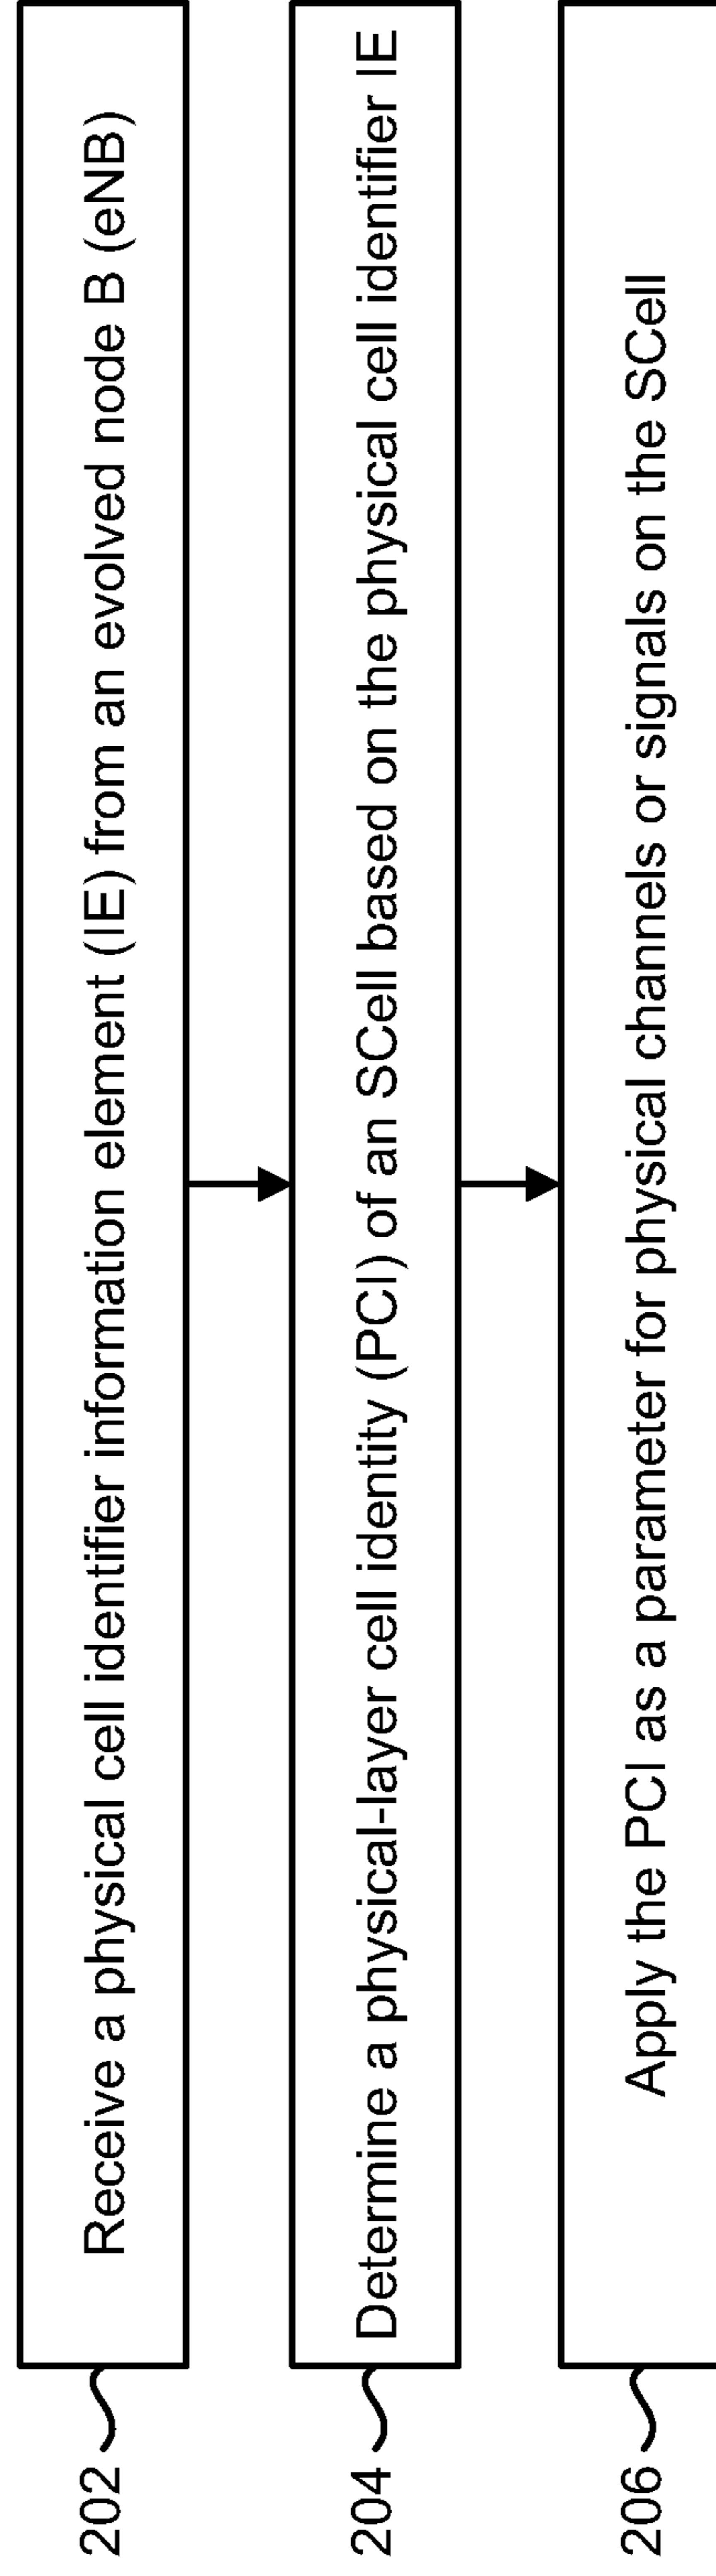 202
Receive a physical cell identifier information element (IE) from an evolved node B (eNB)
204
Determine a physical-layer cell identity (PCI) of an SCell based on the physical cell identifier IE
206
Apply the PCI as a parameter for physical channels or signals on the SCell